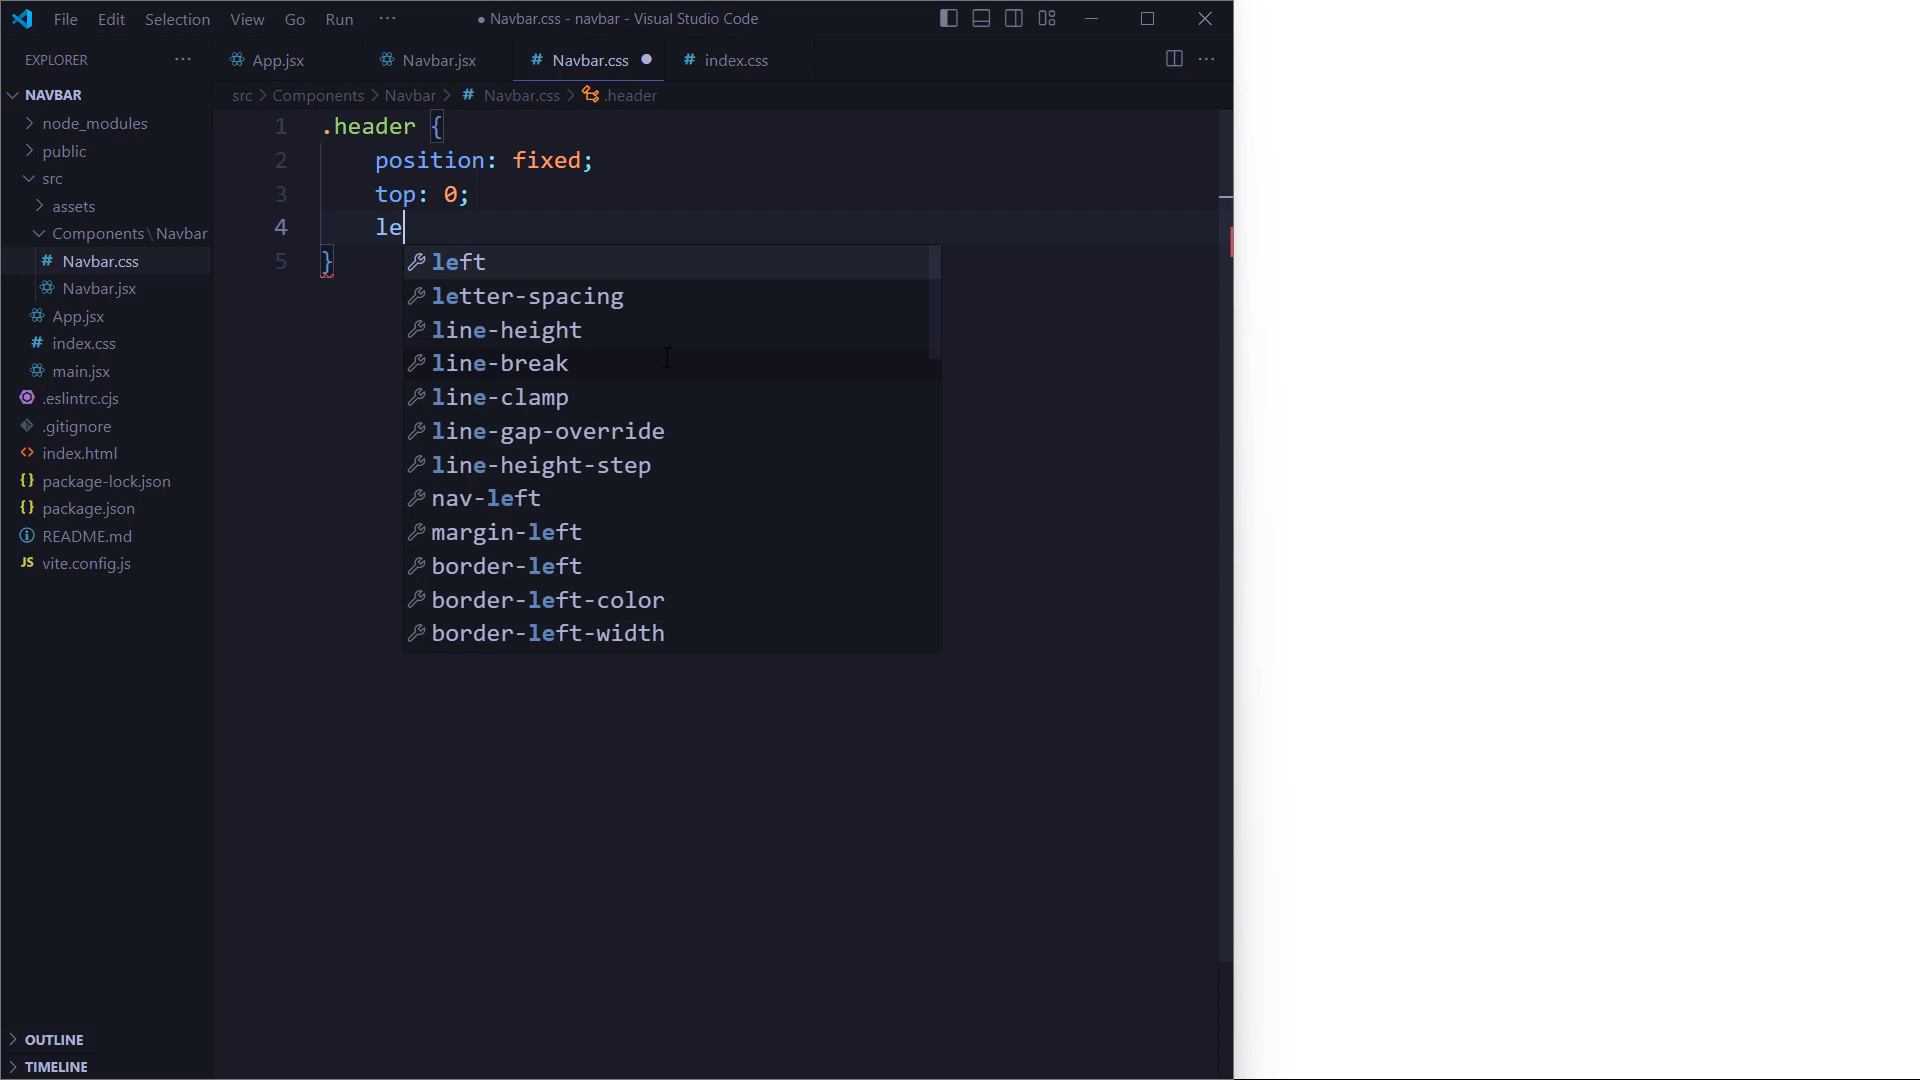 File Edit Selection View Go Run ··· ● Navbar.css - navbar - Visual Studio Code
EXPLORER ···
App.jsx Navbar.jsx # Navbar.css ● # index.css ···
src > Components > Navbar > # Navbar.css > .header
NAVBAR
node_modules
public
src
assets
Components \ Navbar
# Navbar.css
Navbar.jsx
App.jsx
# index.css
main.jsx
.eslintrc.cjs
.gitignore
<> index.html
{} package-lock.json
{} package.json
README.md
JS vite.config.js
OUTLINE
TIMELINE
1 .header {
2 position: fixed;
3 top: 0;
4 le
5 }
left
letter-spacing
line-height
line-break
line-clamp
line-gap-override
line-height-step
nav-left
margin-left
border-left
border-left-color
border-left-width